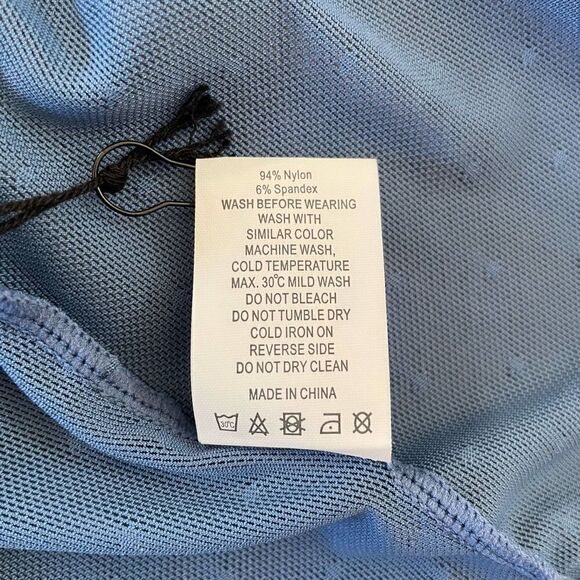 94% Nylon
6% Spandex
WASH BEFORE WEARING
WASH WITH
SIMILAR COLOR
MACHINE WASH,
COLD TEMPERATURE
MAX. 30℃ MILD WASH
DO NOT BLEACH
DO NOT TUMBLE DRY
COLD IRON ON
REVERSE SIDE
DO NOT DRY CLEAN
MADE IN CHINA
30℃